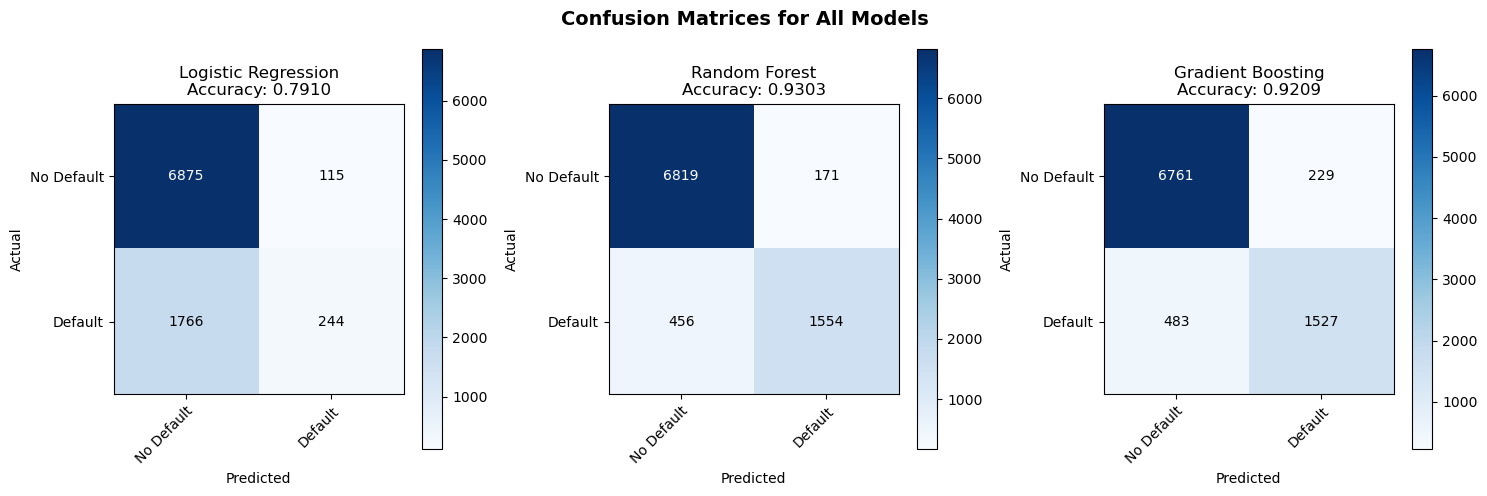 Confusion Matrices for All Models
Logistic Regression
Accuracy: 0.7910
No Default
Default
Actual
6875
115
1766
244
No Default
Default
Predicted
6000
5000
4000
3000
2000
1000
Random Forest
Accuracy: 0.9303
No Default
Default
Actual
6819
171
456
1554
No Default
Default
Predicted
6000
5000
4000
3000
2000
1000
Gradient Boosting
Accuracy: 0.9209
No Default
Default
Actual
6761
229
483
1527
No Default
Default
Predicted
6000
5000
4000
3000
2000
1000